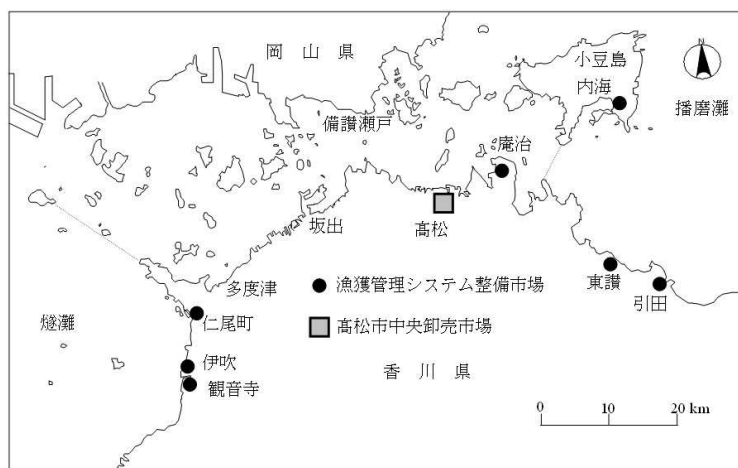 岡山県
小豆島
内海
播磨灘
備讃瀬戸
庵治
坂出
高松
東讃
引田
多度津
燧灘
仁尾町
伊吹
観音寺
漁獲管理システム整備市場
高松市中央卸売市場
香川県
0 10 20 km